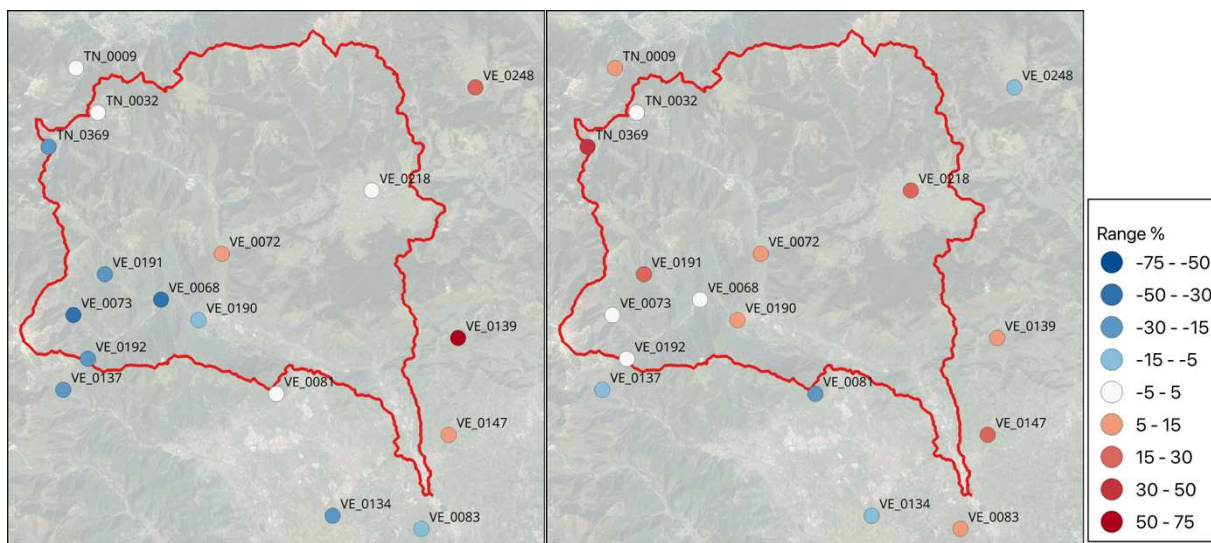 TN_0009
VE_0248
TN_0032
TN_0369
VE_0218
VE_0072
VE_0191
VE_0068
VE_0073
VE_0190
VE_0139
VE_0192
VE_0137
VE_0081
VE_0147
VE_0134
VE_0083
TN_0009
VE_0248
TN_0032
TN_0369
VE_0218
VE_0072
VE_0191
VE_0068
VE_0073
VE_0190
VE_0139
VE_0192
VE_0137
VE_0081
VE_0147
VE_0134
VE_0083
Range %
-75 - -50
-50 - -30
-30 - -15
-15 - -5
-5 - 5
5 - 15
15 - 30
30 - 50
50 - 75